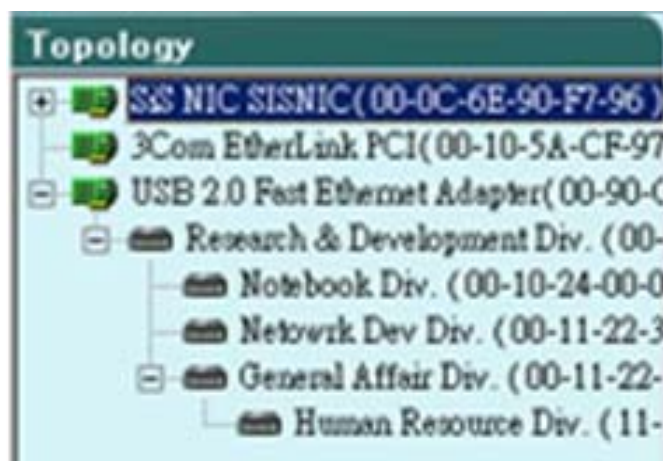 Topology
SiS NIC SISNIC(00-0C-6E-90-F7-96)
3Com EtherLink PCI(00-10-5A-CF-97
USB 2.0 Fast Ethernet Adapter(00-90-
Research & Development Div. (00-
Notebook Div. (00-10-24-00-0
Netowrk Dev Div. (00-11-22-3
General Affair Div. (00-11-22-
Human Resource Div. (11-